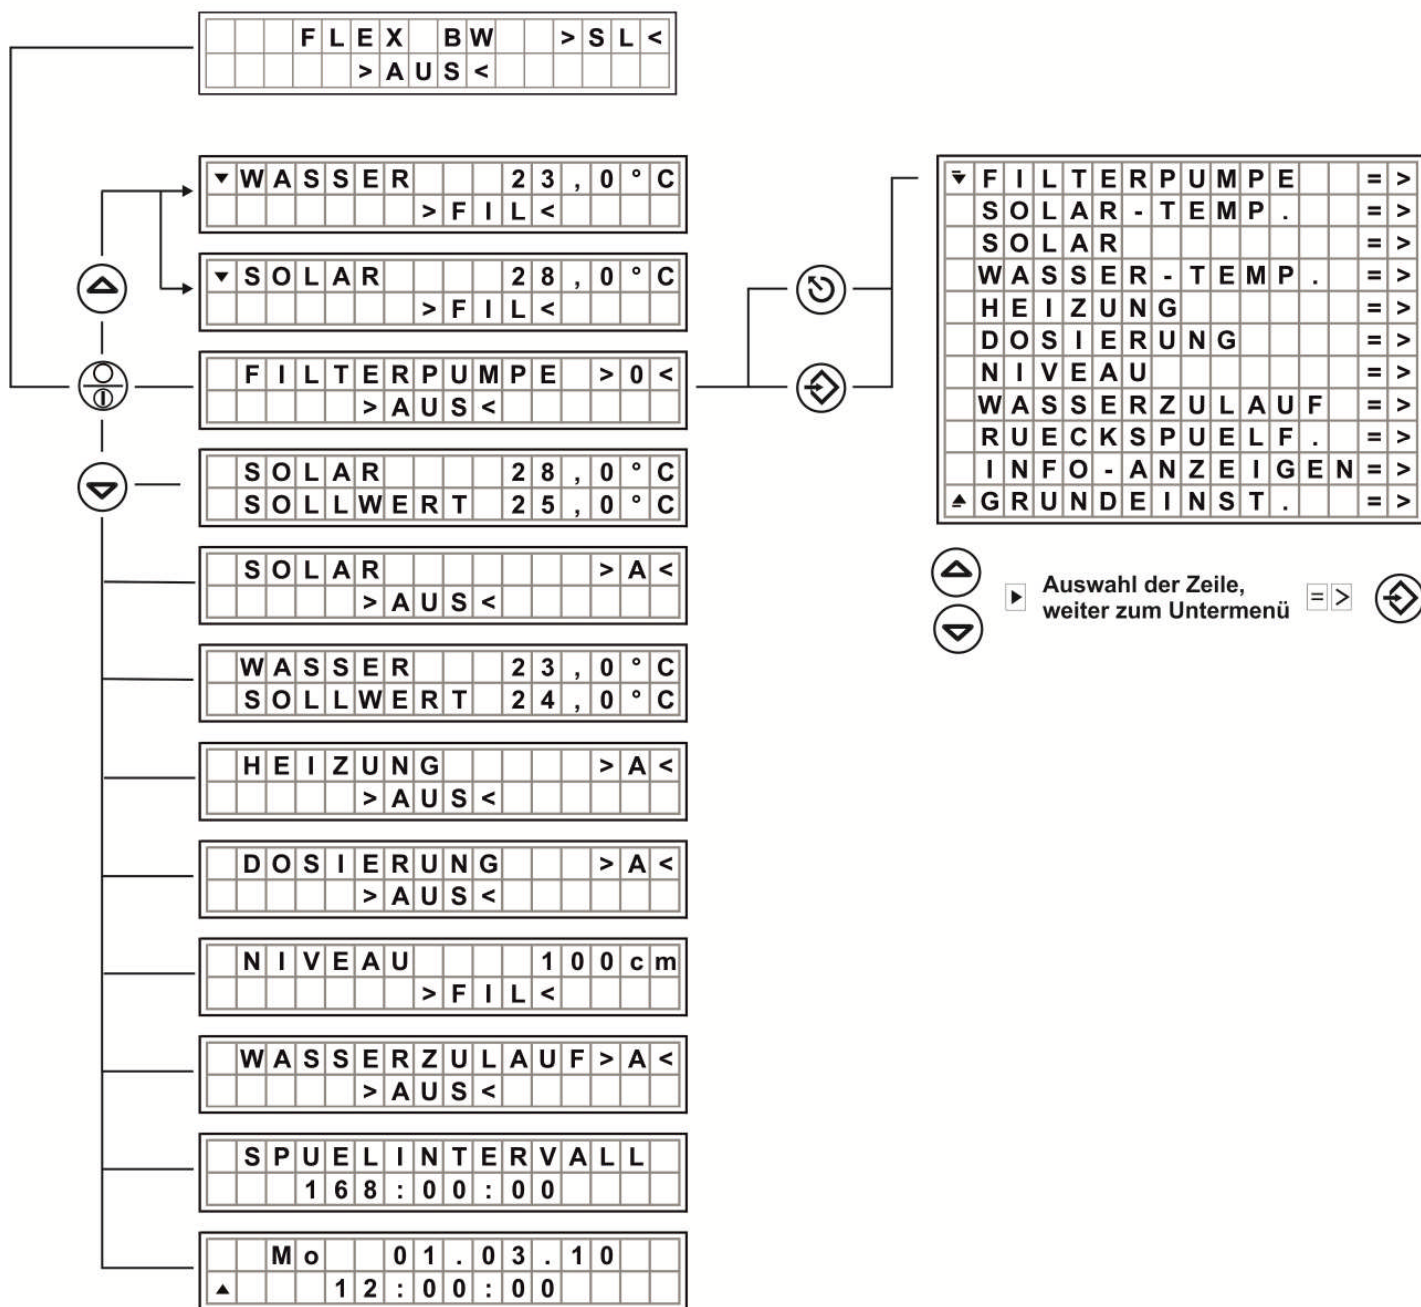 FLEX BW >SL<
>AUS<
▼WASSER 23,0°C
>FIL<
▼SOLAR 28,0°C
>FIL<
FILTERPUMPE >0<
>AUS<
SOLAR 28,0°C
SOLLWERT 25,0°C
SOLAR >A<
>AUS<
WASSER 23,0°C
SOLLWERT 24,0°C
HEIZUNG >A<
>AUS<
DOSIERUNG >A<
>AUS<
NIVEAU 100cm
>FIL<
WASSERZULAUF>A<
>AUS<
SPUELINTERVALL
168:00:00
Mo 01.03.10
▲ 12:00:00
FILTERPUMPE =>
SOLAR-TEMP. =>
SOLAR =>
WASSER-TEMP. =>
HEIZUNG =>
DOSIERUNG =>
NIVEAU =>
WASSERZULAUF =>
RUECKSPUELF. =>
INFO-ANZEIGEN=>
GRUNDEINST. =>
Auswahl der Zeile,
weiter zum Untermenü =>